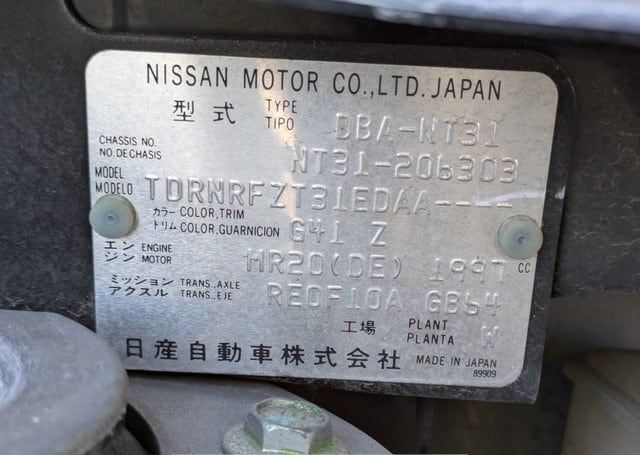 NISSAN MOTOR CO.,LTD. JAPAN
型式 TYPE TIPO DBA-NT31
CHASSIS NO. NO. DE CHASIS NT31-206303
MODEL MODELO TDRNRFZT31EDAA----
カラー COLOR, TRIM トリム COLOR, GUARNICION G41 Z
エンジン ENGINE MOTOR MR20(DE) 1997 CC
ミッション TRANS., AXLE アクスル TRANS., EJE RE0F10A GB64
工場 PLANT PLANTA W
日産自動車株式会社 MADE IN JAPAN
89909